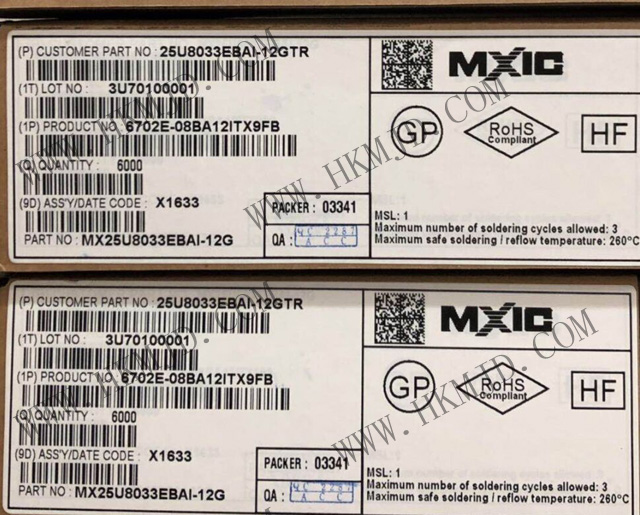 (P) CUSTOMER PART NO : 25U8033EBAI-12GTR
(1T) LOT NO : 3U70100001
(1P) PRODUCT NO. 6702E-08BA12ITX9FB
(Q) QUANTITY : 6000
(9D) ASS'Y/DATE CODE : X1633
PART NO : MX25U8033EBAI-12G
PACKER : 03341
QA :
ACC
MXIC
GP
RoHS
Compliant
HF
MSL: 1
Maximum number of soldering cycles allowed: 3
Maximum safe soldering / reflow temperature: 260°C
WWW.HKMJD.COM
(P) CUSTOMER PART NO : 25U8033EBAI-12GTR
(1T) LOT NO : 3U70100001
(1P) PRODUCT NO. 6702E-08BA12ITX9FB
(Q) QUANTITY : 6000
(9D) ASS'Y/DATE CODE : X1633
PART NO : MX25U8033EBAI-12G
PACKER : 03341
QA :
ACC
MXIC
GP
RoHS
Compliant
HF
MSL: 1
Maximum number of soldering cycles allowed: 3
Maximum safe soldering / reflow temperature: 260°C
WWW.HKMJD.COM